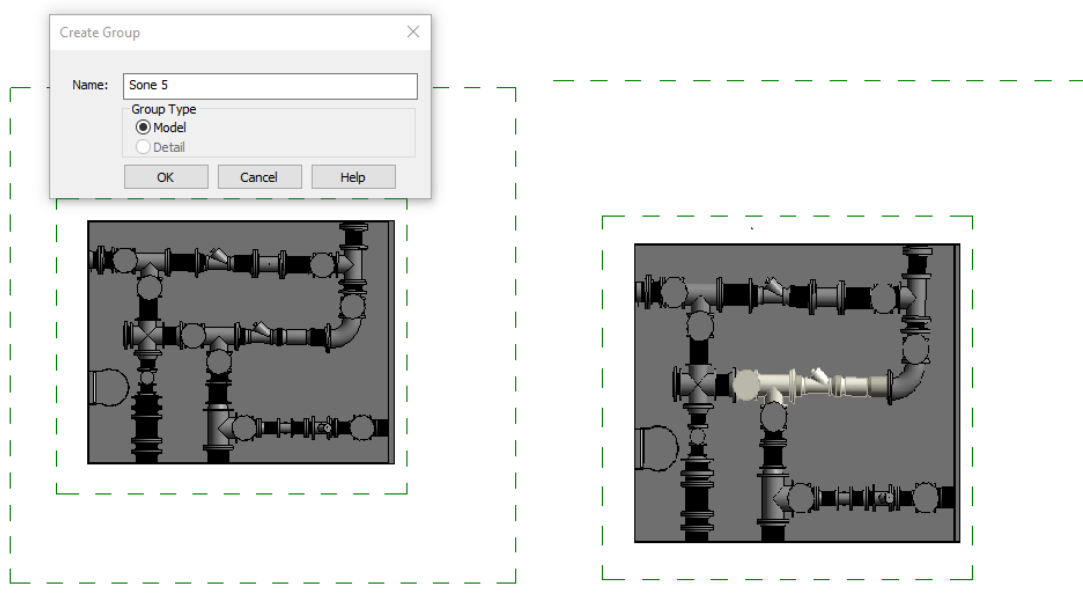 Create Group
Name: Sone 5
Group Type
Model
Detail
OK Cancel Help